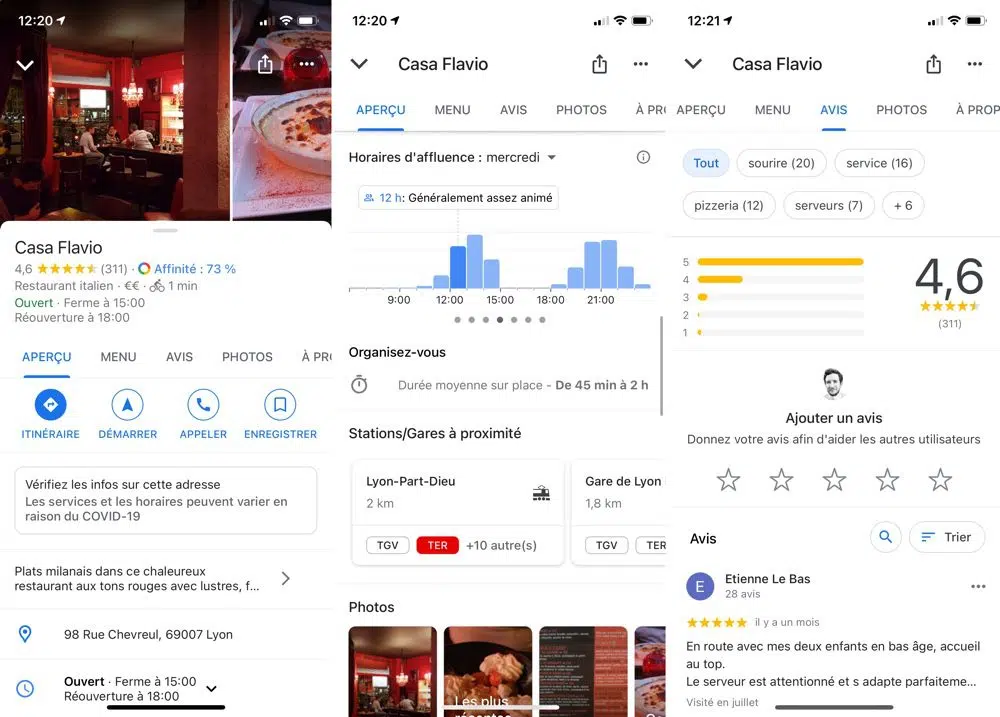 12:20
Casa Flavio
4,6 (311) · Affinité : 73 %
Restaurant italien · €€ · 1 min
Ouvert · Ferme à 15:00
Réouverture à 18:00
APERÇU MENU AVIS PHOTOS À PR
ITINÉRAIRE DÉMARRER APPELER ENREGISTRER
Vérifiez les infos sur cette adresse
Les services et les horaires peuvent varier en
raison du COVID-19
Plats milanais dans ce chaleureux
restaurant aux tons rouges avec lustres, f...
98 Rue Chevreul, 69007 Lyon
Ouvert · Ferme à 15:00
Réouverture à 18:00
12:20
Casa Flavio
APERÇU MENU AVIS PHOTOS À PR
Horaires d'affluence : mercredi
12 h: Généralement assez animé
9:00 12:00 15:00 18:00 21:00
Organisez-vous
Durée moyenne sur place - De 45 min à 2 h
Stations/Gares à proximité
Lyon-Part-Dieu
2 km
TGV TER +10 autre(s)
Gare de Lyon
1,8 km
TGV TER
Photos
Les plus
récentes
12:21
Casa Flavio
APERÇU MENU AVIS PHOTOS À PROP
Tout sourire (20) service (16)
pizzeria (12) serveurs (7) + 6
5
4
3
2
1
4,6
(311)
Ajouter un avis
Donnez votre avis afin d'aider les autres utilisateurs
Avis
Trier
E
Etienne Le Bas
28 avis
il y a un mois
En route avec mes deux enfants en bas âge, accueil
au top.
Le serveur est attentionné et s adapte parfaiteme...
Visité en juillet